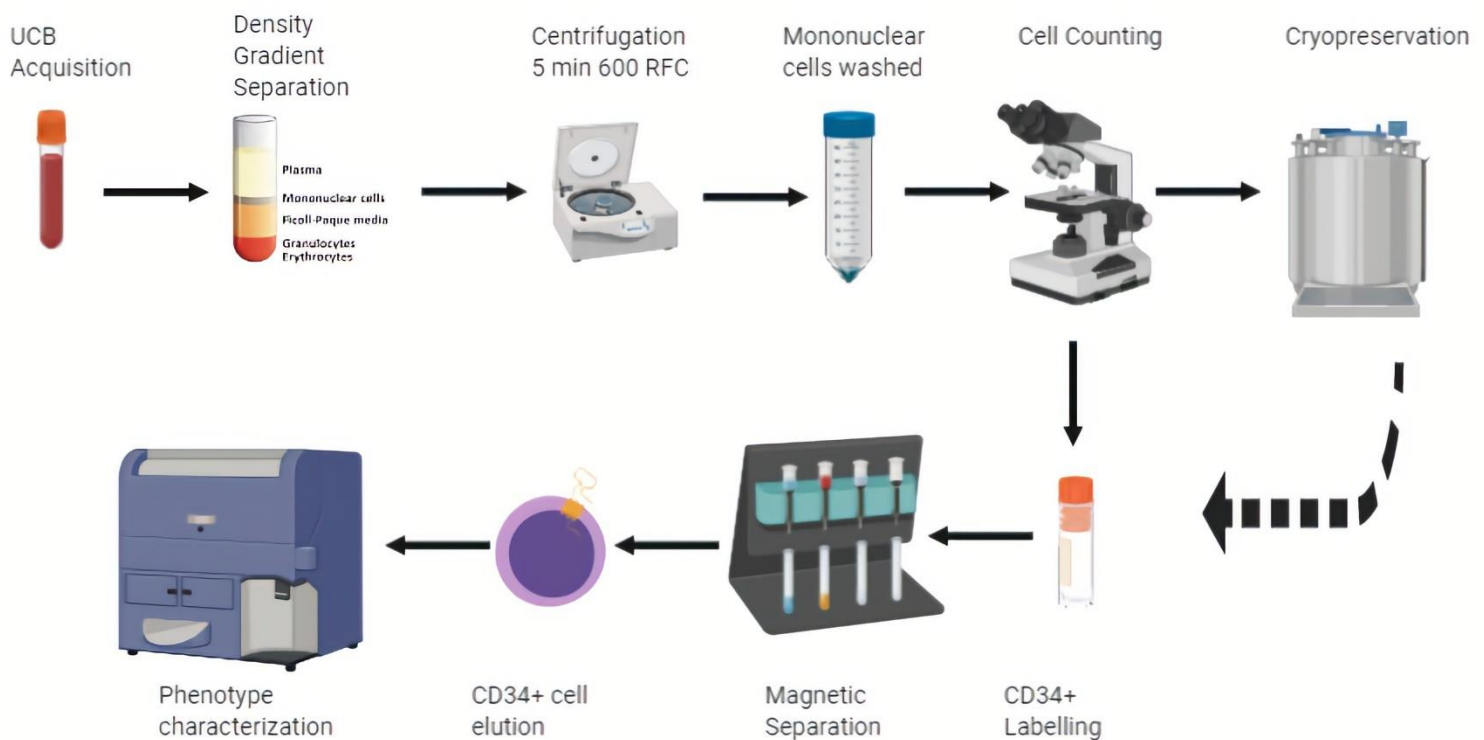 UCB
Acquisition
Density
Gradient
Separation
Plasma
Mononuclear cells
Ficoll-Paque media
Granulocytes
Erythrocytes
Centrifugation
5 min 600 RFC
Mononuclear
cells washed
Cell Counting
Cryopreservation
Phenotype
characterization
CD34+ cell
elution
Magnetic
Separation
CD34+
Labelling